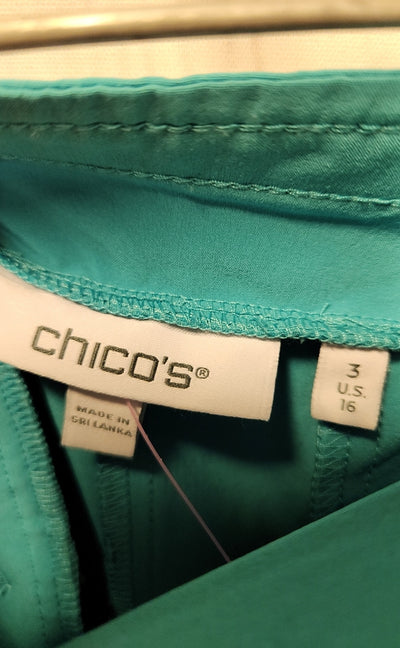 chico's®
3
U.S.
16
MADE IN
SRI LANKA